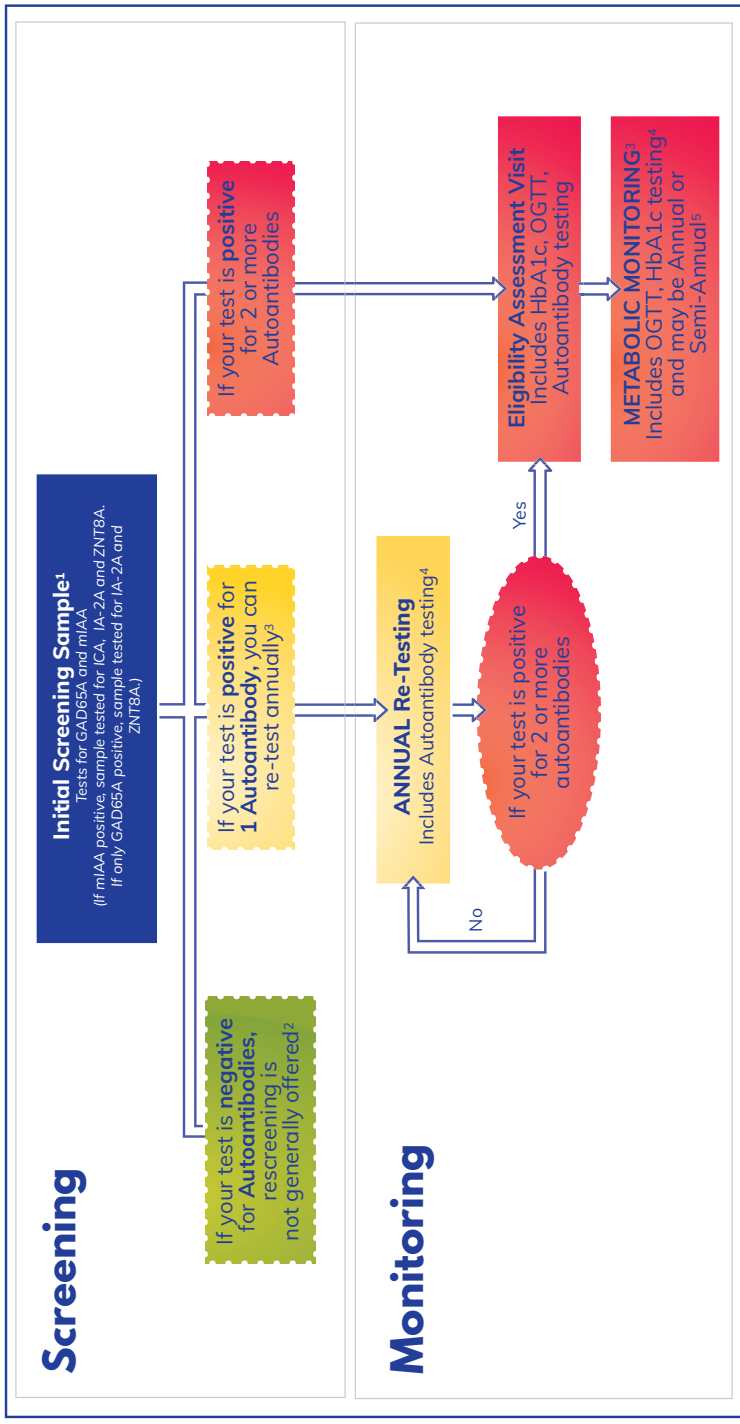 Screening
Initial Screening Sample¹
Tests for GAD65A and mIAA
(If mIAA positive, sample tested for ICA, IA-2A and ZNT8A.
If only GAD65A positive, sample tested for IA-2A and
ZNT8A.)
If your test is negative
for Autoantibodies,
rescreening is
not generally offered²
If your test is positive for
1 Autoantibody, you can
re-test annually³
If your test is positive
for 2 or more
Autoantibodies
Monitoring
ANNUAL Re-Testing
Includes Autoantibody testing⁴
If your test is positive
for 2 or more
autoantibodies
No
Yes
Eligibility Assessment Visit
Includes HbA1c, OGTT,
Autoantibody testing
METABOLIC MONITORING³
Includes OGTT, HbA1c testing⁴
and may be Annual or
Semi-Annual⁵